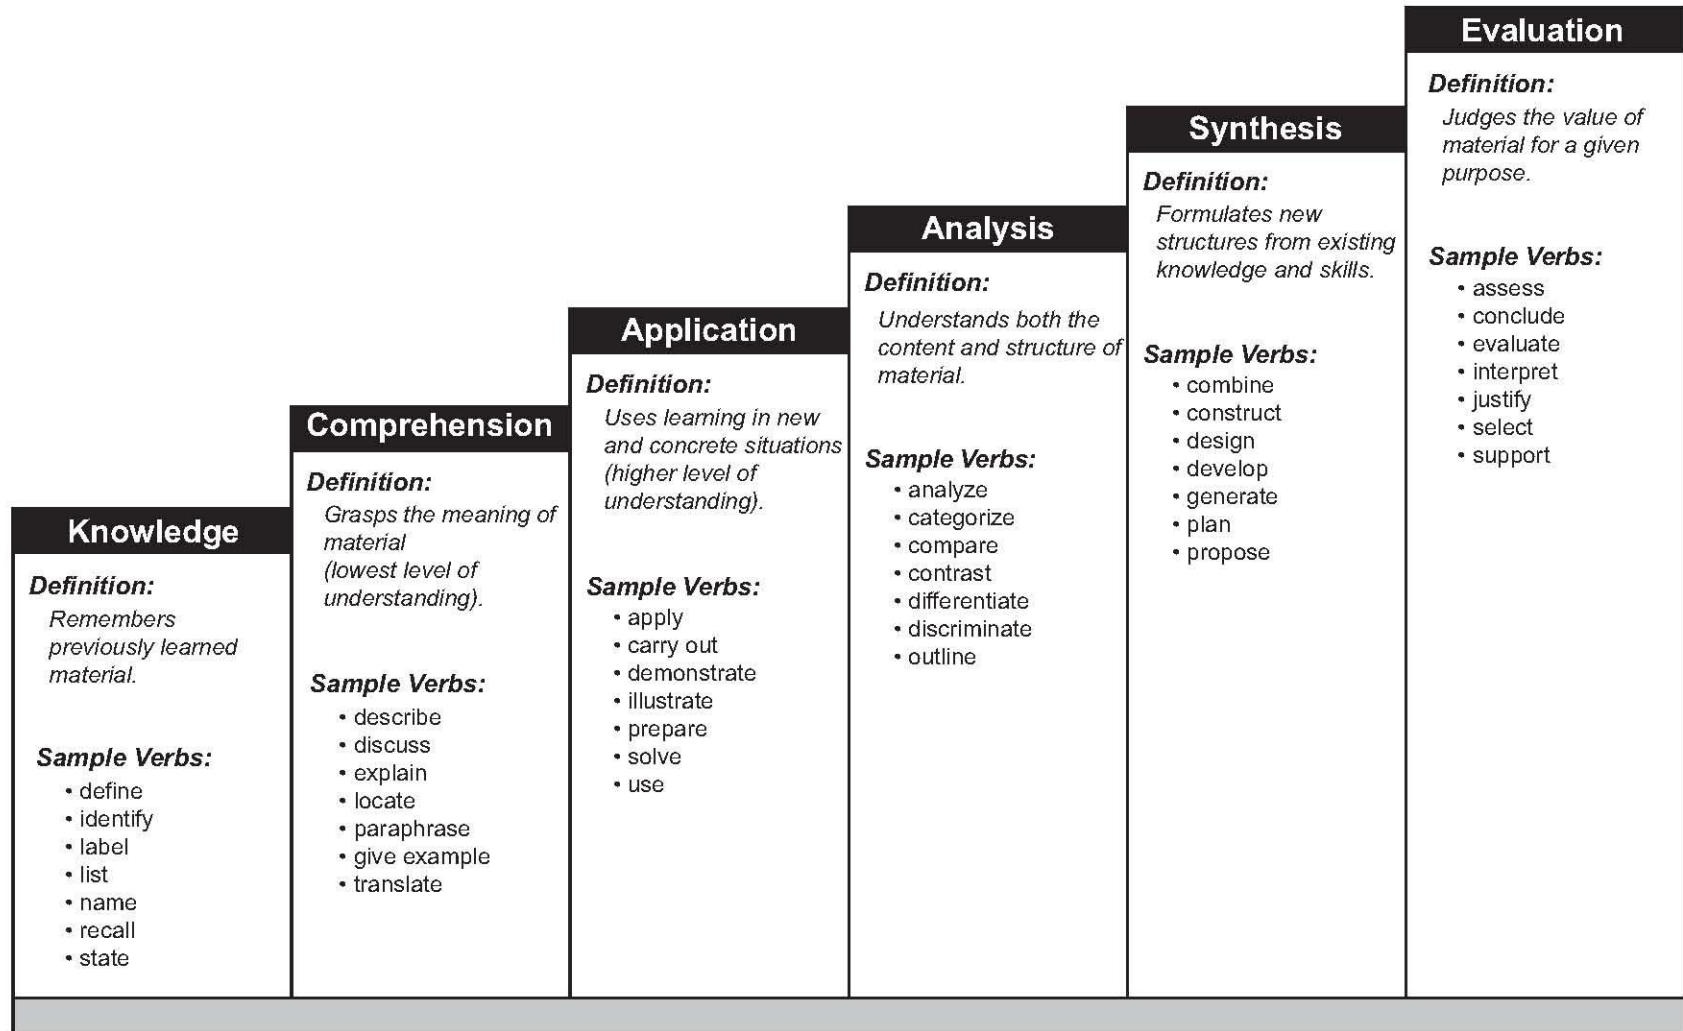 Knowledge
Definition:
Remembers
previously learned
material.
Sample Verbs:
• define
• identify
• label
• list
• name
• recall
• state
Comprehension
Definition:
Grasps the meaning of
material
(lowest level of
understanding).
Sample Verbs:
• describe
• discuss
• explain
• locate
• paraphrase
• give example
• translate
Application
Definition:
Uses learning in new
and concrete situations
(higher level of
understanding).
Sample Verbs:
• apply
• carry out
• demonstrate
• illustrate
• prepare
• solve
• use
Analysis
Definition:
Understands both the
content and structure of
material.
Sample Verbs:
• analyze
• categorize
• compare
• contrast
• differentiate
• discriminate
• outline
Synthesis
Definition:
Formulates new
structures from existing
knowledge and skills.
Sample Verbs:
• combine
• construct
• design
• develop
• generate
• plan
• propose
Evaluation
Definition:
Judges the value of
material for a given
purpose.
Sample Verbs:
• assess
• conclude
• evaluate
• interpret
• justify
• select
• support